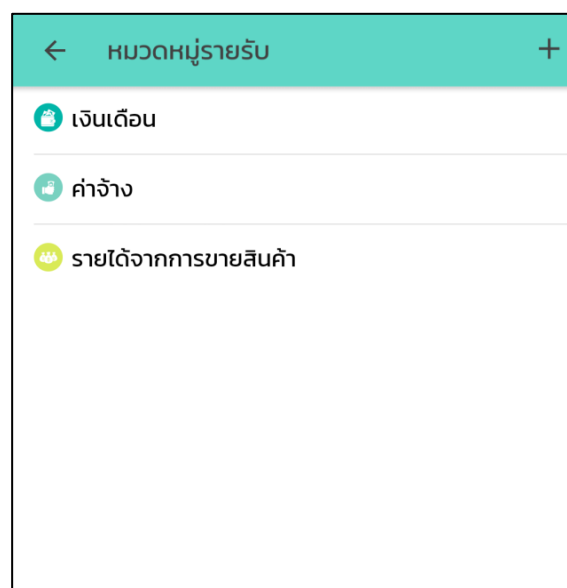 หมวดหมู่รายรับ
เงินเดือน
ค่าจ้าง
รายได้จากการขายสินค้า